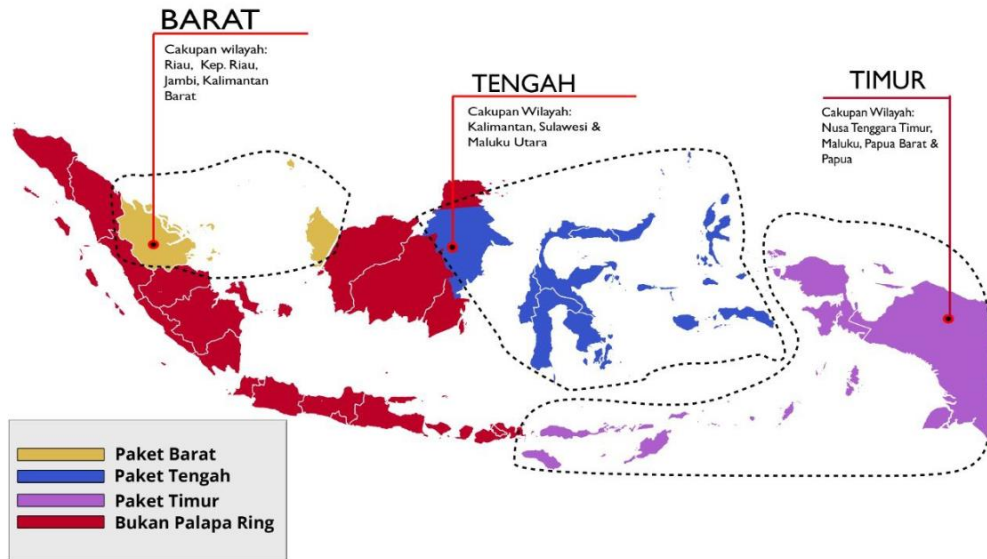 BARAT
Cakupan wilayah:
Riau, Kep. Riau,
Jambi, Kalimantan
Barat
TENGAH
Cakupan Wilayah:
Kalimantan, Sulawesi &
Maluku Utara
TIMUR
Cakupan Wilayah:
Nusa Tenggara Timur,
Maluku, Papua Barat &
Papua
Paket Barat
Paket Tengah
Paket Timur
Bukan Palapa Ring